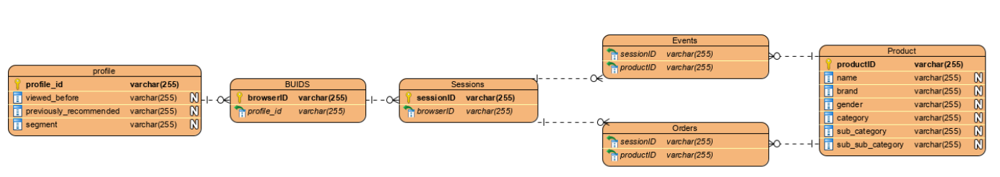 profile
profile_id varchar(255)
viewed_before varchar(255) N
previously_recommended varchar(255) N
segment varchar(255) N
BUIDS
browserID varchar(255)
profile_id varchar(255)
Sessions
sessionID varchar(255)
browserID varchar(255)
Events
sessionID varchar(255)
productID varchar(255)
Orders
sessionID varchar(255)
productID varchar(255)
Product
productID varchar(255)
name varchar(255) N
brand varchar(255) N
gender varchar(255) N
category varchar(255) N
sub_category varchar(255) N
sub_sub_category varchar(255) N